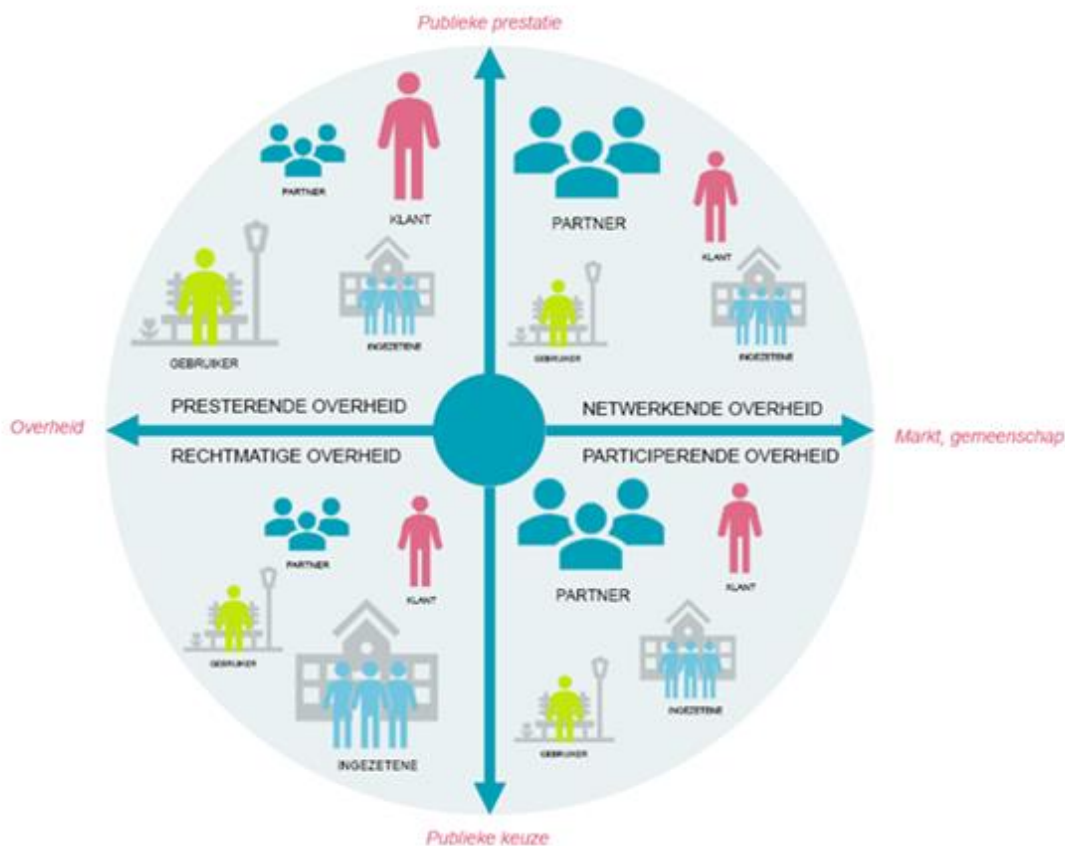 Publieke prestatie
PARTNER
KLANT
GEBRUIKER
INGEZETENE
PARTNER
KLANT
GEBRUIKER
INGEZETENE
PRESTERENDE OVERHEID
NETWERKENDE OVERHEID
Overheid
Markt, gemeenschap
RECHTMATIGE OVERHEID
PARTICIPERENDE OVERHEID
PARTNER
KLANT
GEBRUIKER
INGEZETENE
PARTNER
KLANT
INGEZETENE
GEBRUIKER
Publieke keuze